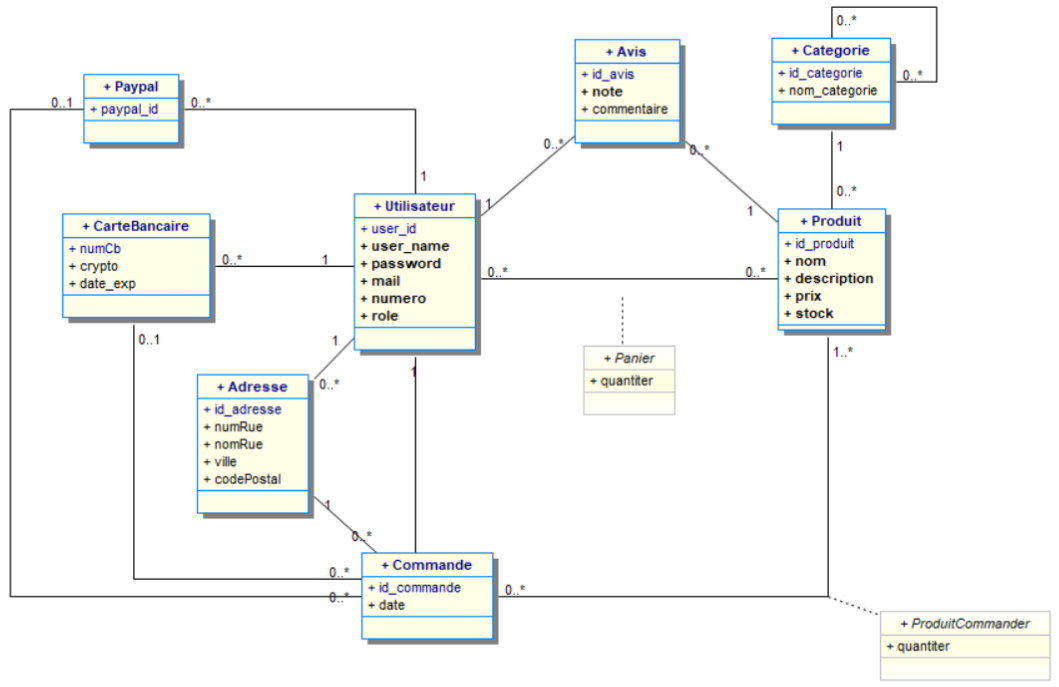 0..*
1
+ Categorie
+ id_categorie
+ nom_categorie
0..*
+ Avis
+ id_avis
+ note
+ commentaire
0..*
0..*
+ Paypal
+ paypal_id
0..1
0..*
1
1
0..*
1
1
+ Utilisateur
+ user_id
+ user_name
+ password
+ mail
+ numero
+ role
+ CarteBancaire
+ numCb
+ crypto
+ date_exp
0..*
1
0..*
0..*
+ Produit
+ id_produit
+ nom
+ description
+ prix
+ stock
0..1
1
0..*
1
1..*
+ Panier
+ quantiter
+ Adresse
+ id_adresse
+ numRue
+ nomRue
+ ville
+ codePostal
1
0..*
0..*
0..*
+ Commande
+ id_commande
+ date
0..*
+ ProduitCommander
+ quantiter